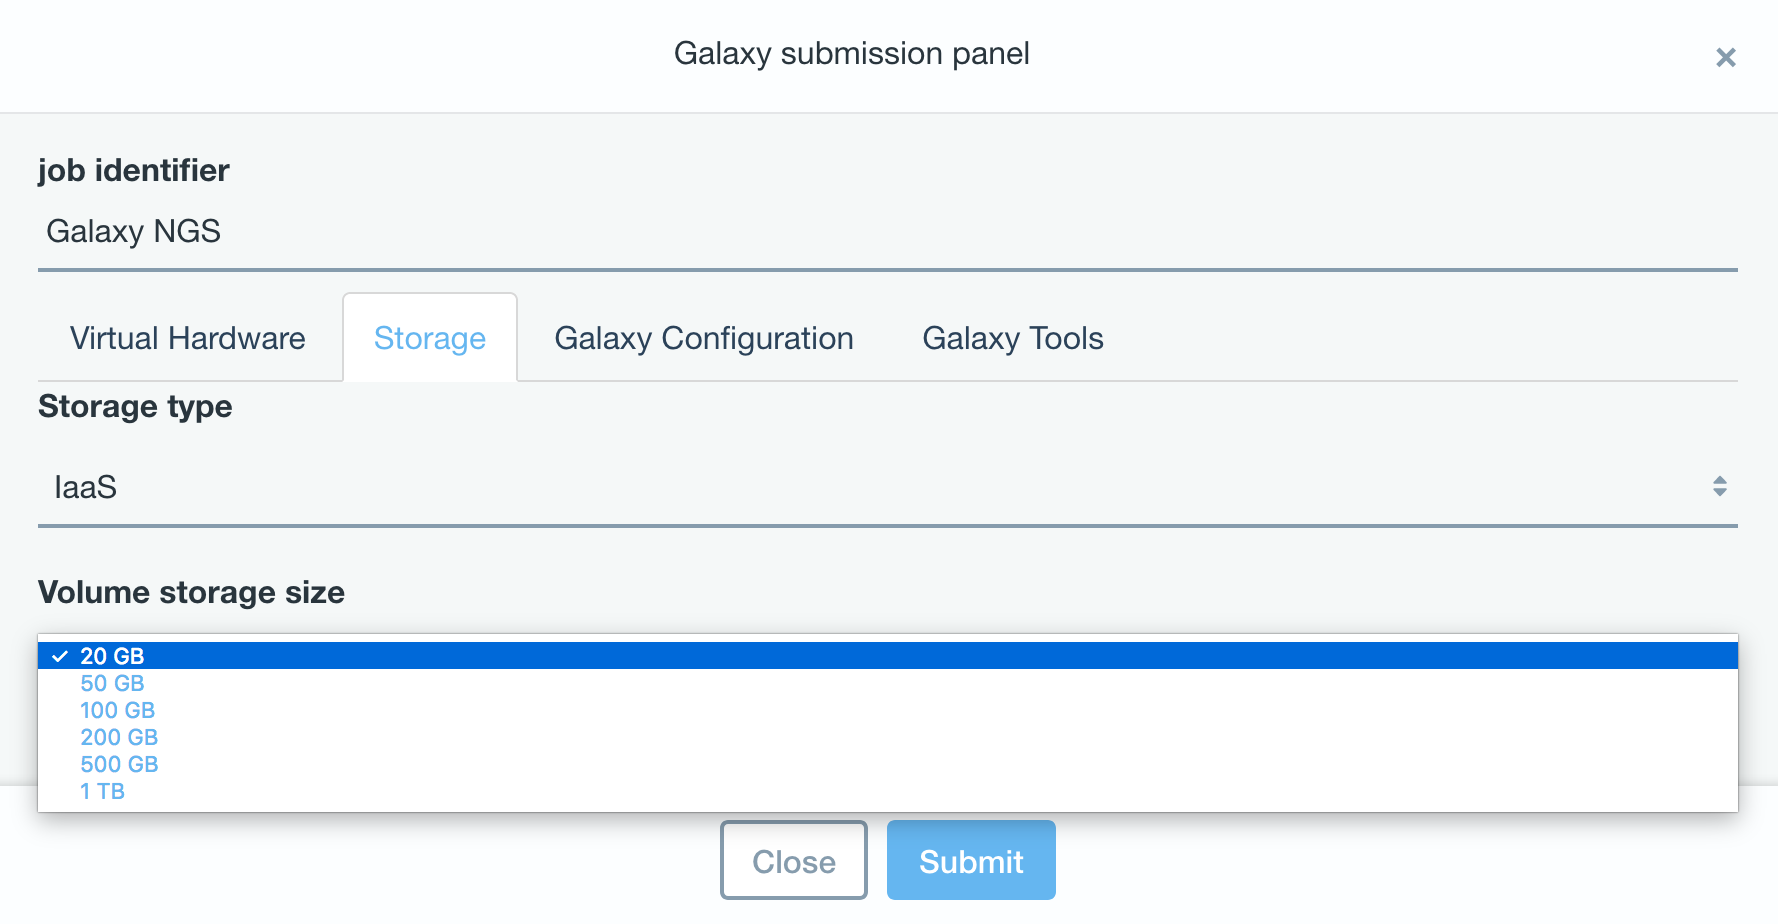 Galaxy submission panel
job identifier
Galaxy NGS
Virtual Hardware Storage Galaxy Configuration Galaxy Tools
Storage type
IaaS
Volume storage size
20 GB
50 GB
100 GB
200 GB
500 GB
1 TB
Close Submit